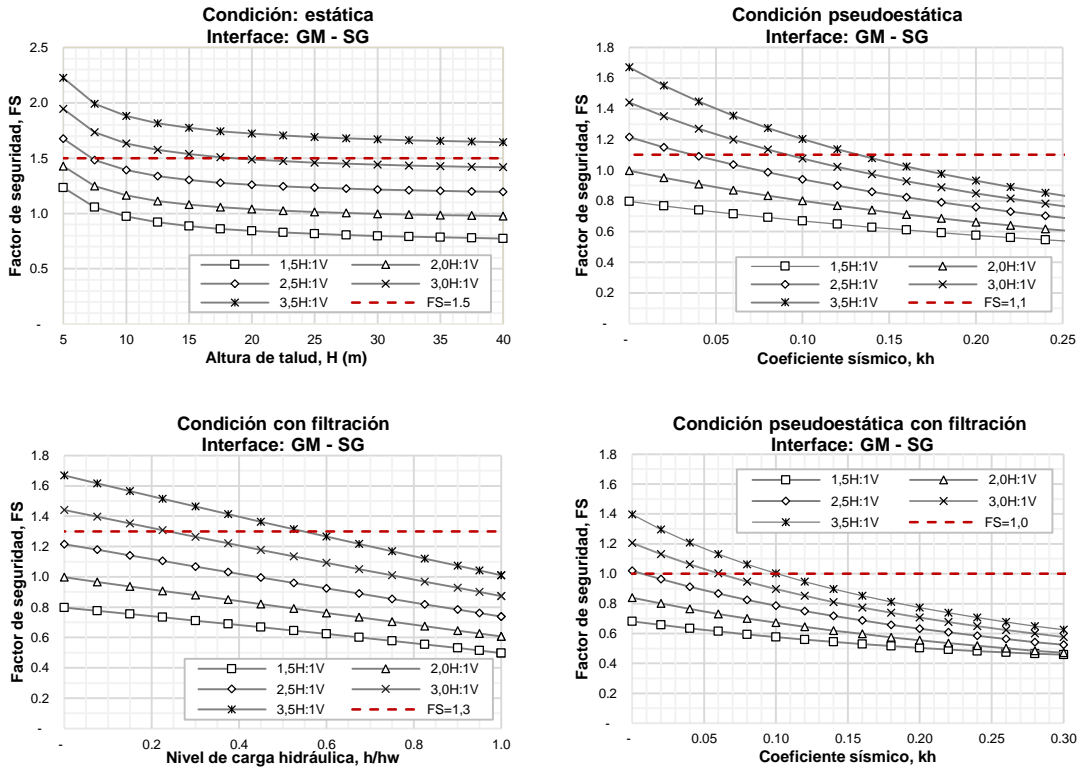 Condición: estática
Interface: GM - SG
Factor de seguridad, FS
2.5
2.0
1.5
1.0
0.5
-
5
10
15
20
25
30
35
40
Altura de talud, H (m)
1,5H:1V
2,0H:1V
2,5H:1V
3,0H:1V
3,5H:1V
FS=1.5
Condición pseudoestática
Interface: GM - SG
Factor de seguridad, FS
1.8
1.6
1.4
1.2
1.0
0.8
0.6
0.4
0.2
-
-
0.05
0.10
0.15
0.20
0.25
Coeficiente sísmico, kh
1,5H:1V
2,0H:1V
2,5H:1V
3,0H:1V
3,5H:1V
FS=1,1
Condición con filtración
Interface: GM - SG
Factor de seguridad, FS
1.8
1.6
1.4
1.2
1.0
0.8
0.6
0.4
0.2
-
-
0.2
0.4
0.6
0.8
1.0
Nivel de carga hidráulica, h/hw
1,5H:1V
2,0H:1V
2,5H:1V
3,0H:1V
3,5H:1V
FS=1,3
Condición pseudoestática con filtración
Interface: GM - SG
Factor de seguridad, FS
1.8
1.6
1.4
1.2
1.0
0.8
0.6
0.4
0.2
-
-
0.05
0.10
0.15
0.20
0.25
0.30
Coeficiente sísmico, kh
1,5H:1V
2,0H:1V
2,5H:1V
3,0H:1V
3,5H:1V
FS=1,0